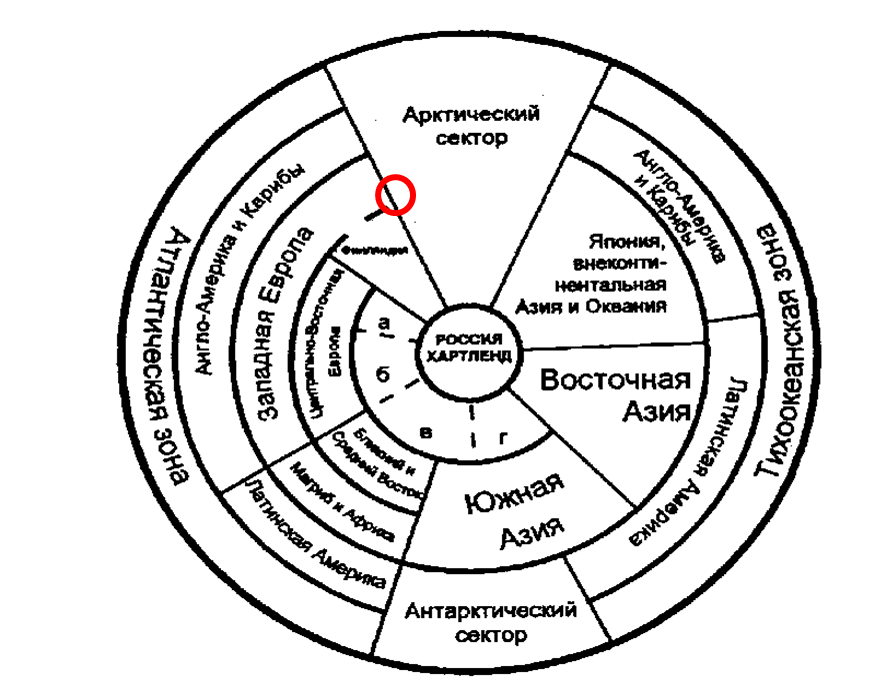 Арктический
сектор
Англо-Америка
и Карибы
Тихоокеанская зона
Япония,
внеконти-
нентальная
Азия и Океания
Восточная
Азия
Латинская Америка
РОССИЯ
ХАРТЛЕНД
Атлантическая зона
Англо-Америка и Карибы
Западная Европа
Финляндия
Центрально-Восточная
Европа
а
б
в
г
Ближний и
Средний Восток
Магриб и Африка
Латинская Америка
Южная
Азия
Антарктический
сектор